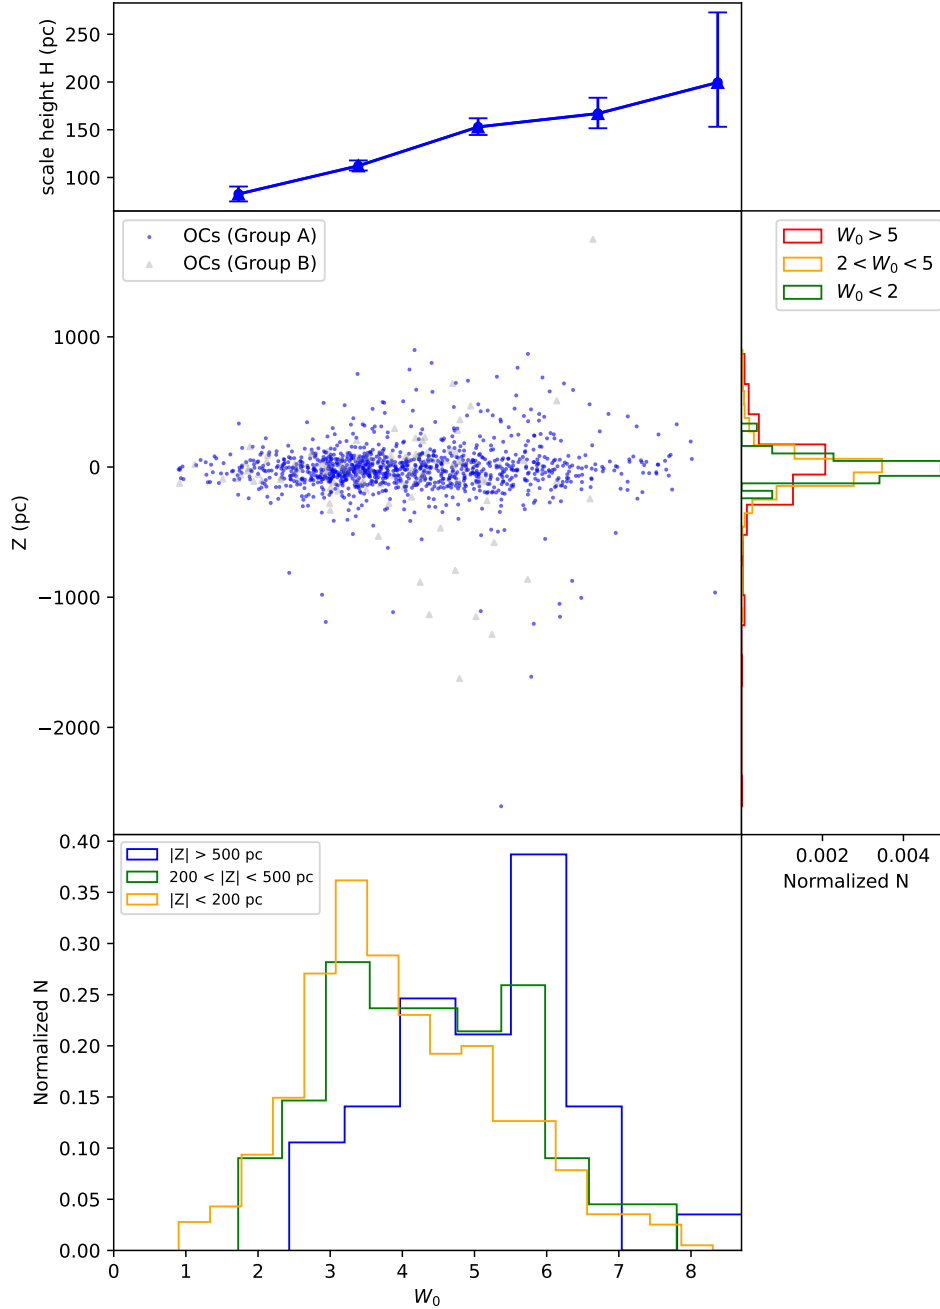 scale height H (pc)
250
200
150
100
OCs (Group A)
OCs (Group B)
W₀ > 5
2 < W₀ < 5
W₀ < 2
Z (pc)
1000
0
−1000
−2000
0.002 0.004
Normalized N
|Z| > 500 pc
200 < |Z| < 500 pc
|Z| < 200 pc
Normalized N
0.40
0.35
0.30
0.25
0.20
0.15
0.10
0.05
0.00
0 1 2 3 4 5 6 7 8
W₀